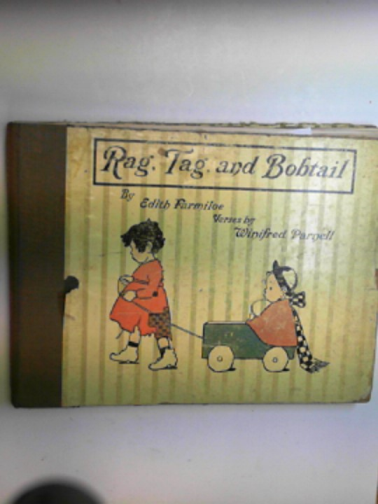 Rag, Tag, and Bobtail
By
Edith Farmiloe
Verses by
Winifred Parnell